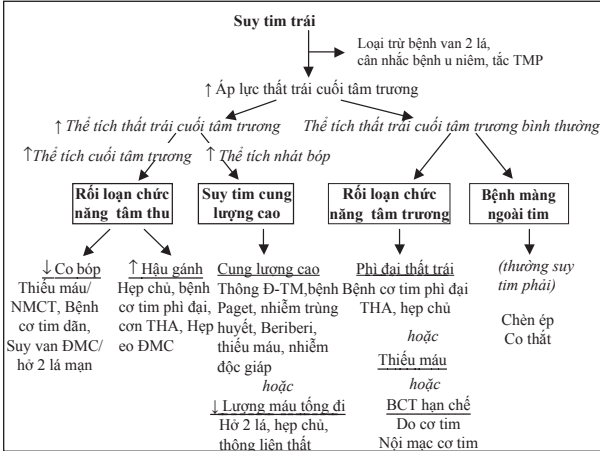 Suy tim trái
Loại trừ bệnh van 2 lá,
cân nhắc bệnh u niêm, tắc TMP
↑ Áp lực thất trái cuối tâm trương
↑ Thể tích thất trái cuối tâm trương
Thể tích thất trái cuối tâm trương bình thường
↑Thể tích cuối tâm trương
↑ Thể tích nhát bóp
Rối loạn chức
năng tâm thu
Suy tim cung
lượng cao
Rối loạn chức
năng tâm trương
Bệnh màng
ngoài tim
↓ Co bóp
Thiếu máu/
NMCT, Bệnh
cơ tim dãn,
Suy van ĐMC/
hở 2 lá mạn
↑ Hậu gánh
Hẹp chủ, bệnh
cơ tim phì đại,
cơn THA, Hẹp
eo ĐMC
Cung lượng cao
Thông Đ-TM,bệnh
Paget, nhiễm trùng
huyết, Beriberi,
thiếu máu, nhiễm
độc giáp
hoặc
↓ Lượng máu tống đi
Hở 2 lá, hẹp chủ,
thông liên thất
Phì đại thất trái
Bệnh cơ tim phì đại
THA, hẹp chủ
hoặc
Thiếu máu
hoặc
BCT hạn chế
Do cơ tim
Nội mạc cơ tim
(thường suy
tim phải)
Chèn ép
Co thắt